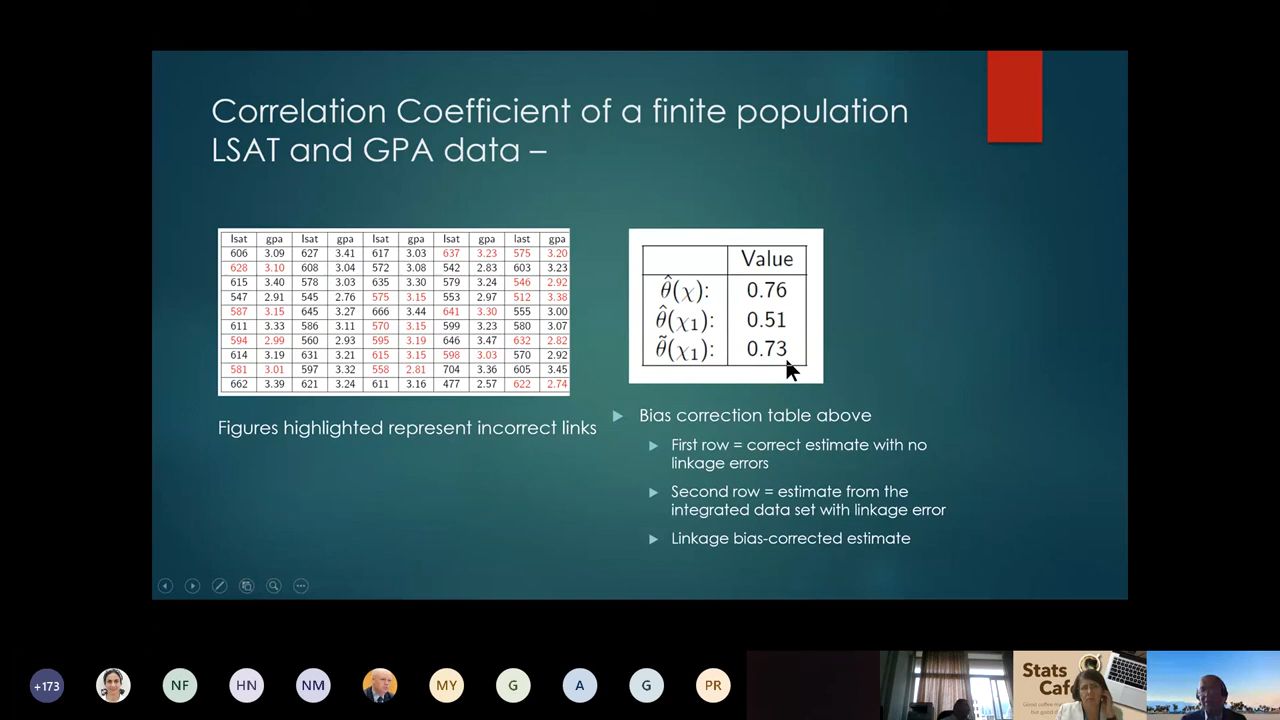 Correlation Coefficient of a finite population
LSAT and GPA data –
lsat gpa lsat gpa lsat gpa lsat gpa last gpa
606 3.09 627 3.41 617 3.03 637 3.23 575 3.20
628 3.10 608 3.04 572 3.08 542 2.83 603 3.23
615 3.40 578 3.03 635 3.30 579 3.24 546 2.92
547 2.91 545 2.76 575 3.15 553 2.97 512 3.38
587 3.15 645 3.27 666 3.44 641 3.30 555 3.00
611 3.33 586 3.11 570 3.15 599 3.23 580 3.07
594 2.99 560 2.93 595 3.19 646 3.47 632 2.82
614 3.19 631 3.21 615 3.15 598 3.03 570 2.92
581 3.01 597 3.32 558 2.81 704 3.36 605 3.45
662 3.39 621 3.24 611 3.16 477 2.57 622 2.74
Figures highlighted represent incorrect links
Value
θ̂(χ): 0.76
θ̂(χ₁): 0.51
θ̃(χ₁): 0.73
Bias correction table above
First row = correct estimate with no
linkage errors
Second row = estimate from the
integrated data set with linkage error
Linkage bias-corrected estimate
+173 NF HN NM MY G A G PR
Stats
Caf